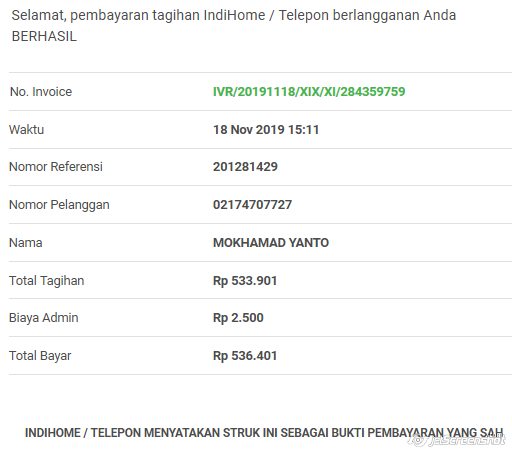 Selamat, pembayaran tagihan IndiHome / Telepon berlangganan Anda
BERHASIL
No. Invoice IVR/20191118/XIX/XI/284359759
Waktu 18 Nov 2019 15:11
Nomor Referensi 201281429
Nomor Pelanggan 02174707727
Nama MOKHAMAD YANTO
Total Tagihan Rp 533.901
Biaya Admin Rp 2.500
Total Bayar Rp 536.401
INDIHOME / TELEPON MENYATAKAN STRUK INI SEBAGAI BUKTI PEMBAYARAN YANG SAH